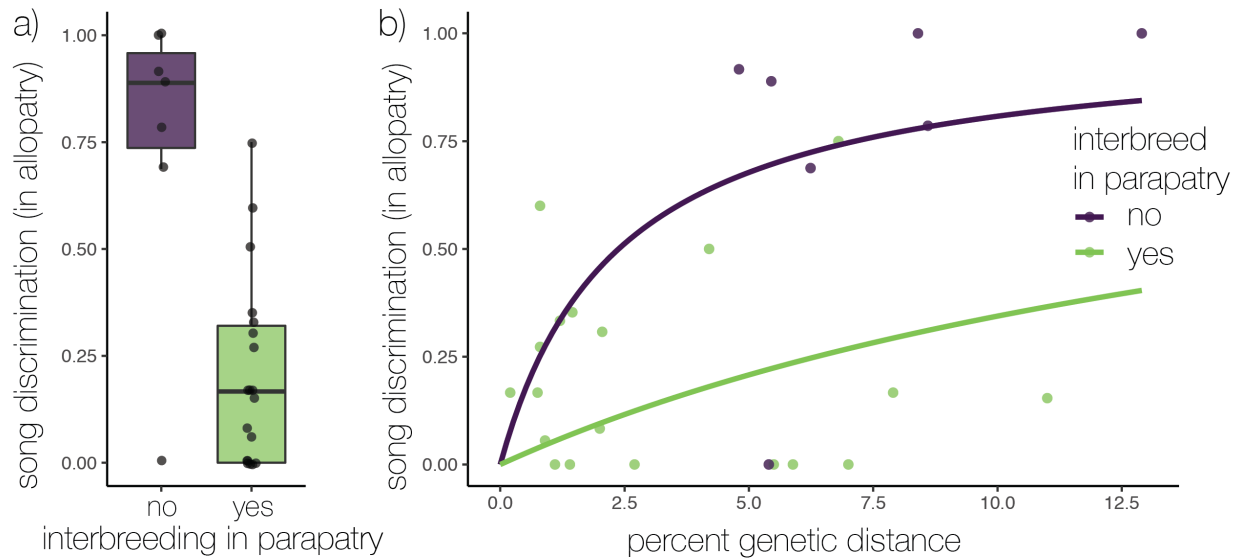 a)
song discrimination (in allopatry)
1.00
0.75
0.50
0.25
0.00
no
yes
interbreeding in parapatry
b)
song discrimination (in allopatry)
1.00
0.75
0.50
0.25
0.00
0.0
2.5
5.0
7.5
10.0
12.5
percent genetic distance
interbreed
in parapatry
no
yes